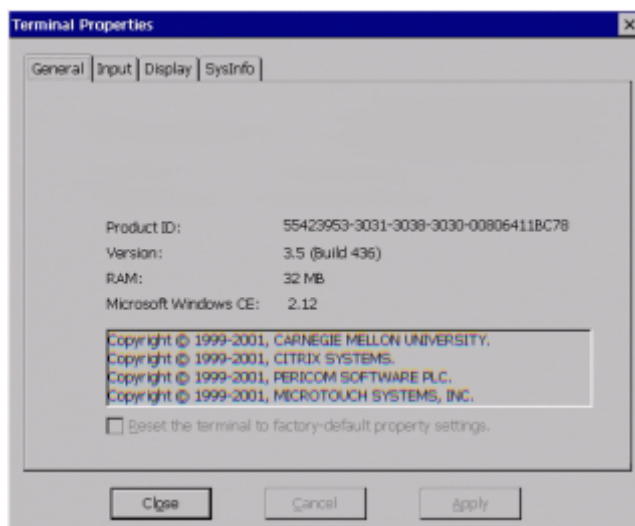 Terminal Properties
General Input Display SysInfo
Product ID: 55423953-3031-3038-3030-00806411BC78
Version: 3.5 (Build 436)
RAM: 32 MB
Microsoft Windows CE: 2.12
Copyright © 1999-2001, CARNEGIE MELLON UNIVERSITY.
Copyright © 1999-2001, CITRIX SYSTEMS.
Copyright © 1999-2001, PERICOM SOFTWARE PLC.
Copyright © 1999-2001, MICROTOUCH SYSTEMS, INC.
Reset the terminal to factory-default property settings.
Close Cancel Apply